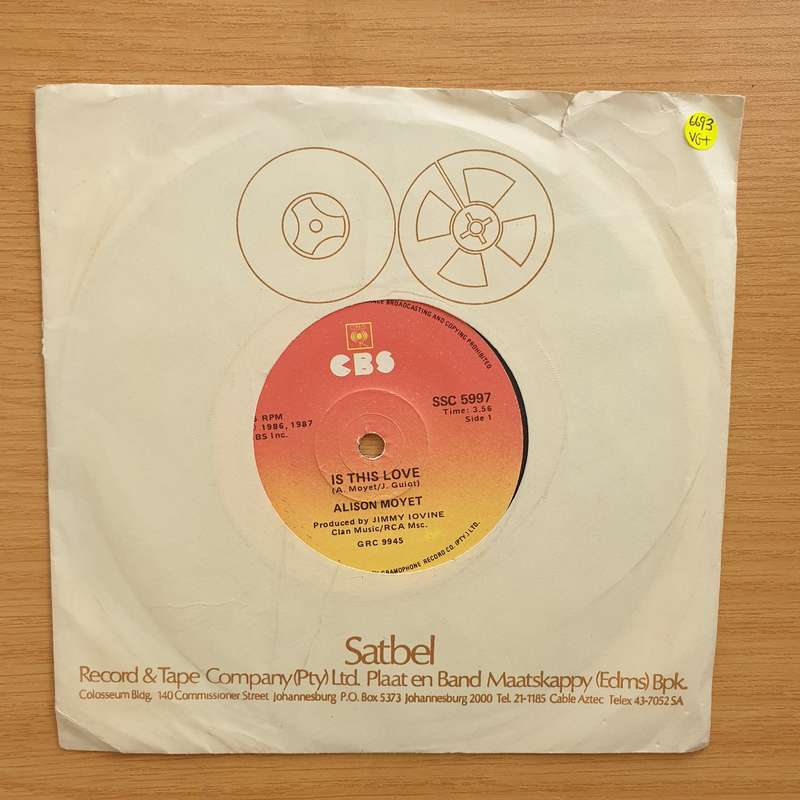 6693
VG+
BROADCASTING AND COPYING PROHIBITED
CBS
SSC 5997
Time: 3.56
Side 1
RPM
1986, 1987
BS Inc.
IS THIS LOVE
(A. Moyet/J. Guiot)
ALISON MOYET
Produced by JIMMY IOVINE
Clan Music/RCA Msc.
GRC 9945
GRAMOPHONE RECORD CO. (PTY.) LTD.
Satbel
Record & Tape Company (Pty) Ltd. Plaat en Band Maatskappy (Edms) Bpk.
Colosseum Bldg, 140 Commissioner Street Johannesburg P.O. Box 5373 Johannesburg 2000 Tel. 21-1185 Cable Aztec Telex 43-7052 SA